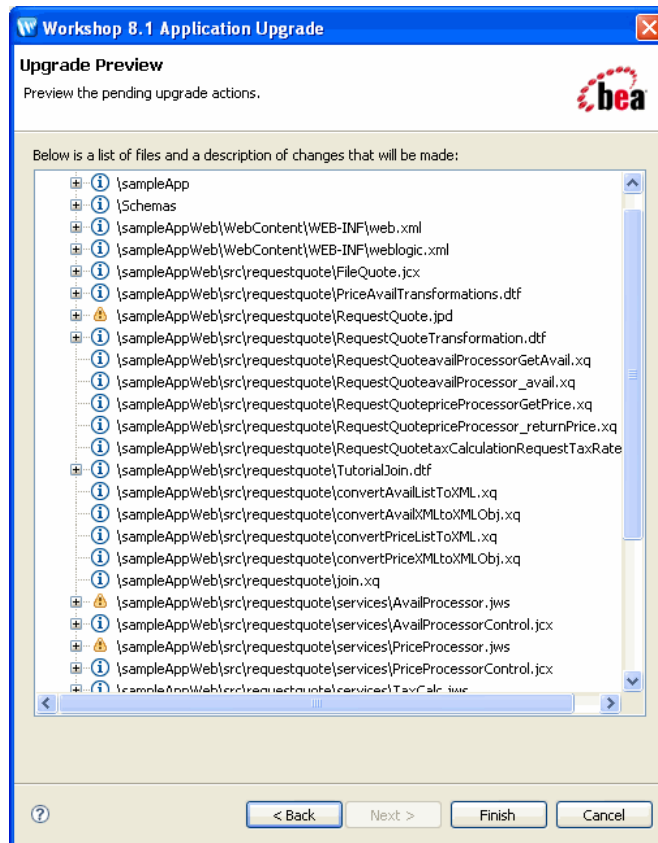 Workshop 8.1 Application Upgrade
Upgrade Preview
Preview the pending upgrade actions.
bea
Below is a list of files and a description of changes that will be made:
\sampleApp
\Schemas
\sampleAppWeb\WebContent\WEB-INF\web.xml
\sampleAppWeb\WebContent\WEB-INF\weblogic.xml
\sampleAppWeb\src\requestquote\FileQuote.jcx
\sampleAppWeb\src\requestquote\PriceAvailTransformations.dtf
\sampleAppWeb\src\requestquote\RequestQuote.jpd
\sampleAppWeb\src\requestquote\RequestQuoteTransformation.dtf
\sampleAppWeb\src\requestquote\RequestQuoteavailProcessorGetAvail.xq
\sampleAppWeb\src\requestquote\RequestQuoteavailProcessor_avail.xq
\sampleAppWeb\src\requestquote\RequestQuotepriceProcessorGetPrice.xq
\sampleAppWeb\src\requestquote\RequestQuotepriceProcessor_returnPrice.xq
\sampleAppWeb\src\requestquote\RequestQuotetaxCalculationRequestTaxRate
\sampleAppWeb\src\requestquote\TutorialJoin.dtf
\sampleAppWeb\src\requestquote\convertAvailListToXML.xq
\sampleAppWeb\src\requestquote\convertAvailXMLtoXMLObj.xq
\sampleAppWeb\src\requestquote\convertPriceListToXML.xq
\sampleAppWeb\src\requestquote\convertPriceXMLtoXMLObj.xq
\sampleAppWeb\src\requestquote\join.xq
\sampleAppWeb\src\requestquote\services\AvailProcessor.jws
\sampleAppWeb\src\requestquote\services\AvailProcessorControl.jcx
\sampleAppWeb\src\requestquote\services\PriceProcessor.jws
\sampleAppWeb\src\requestquote\services\PriceProcessorControl.jcx
\sampleAppWeb\src\requestquote\services\TaxCalc.jws
< Back Next > Finish Cancel